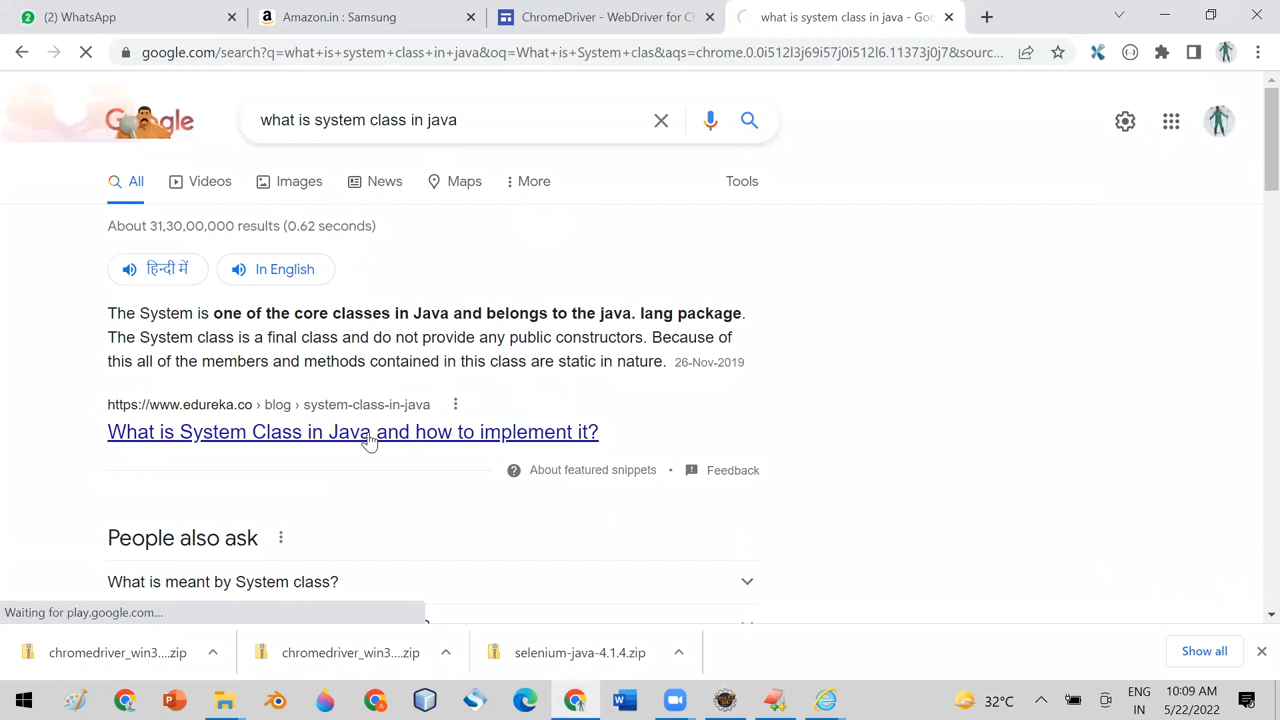 (2) WhatsApp
Amazon.in : Samsung
ChromeDriver - WebDriver for Ch
what is system class in java - Goo
google.com/search?q=what+is+system+class+in+java&oq=What+is+System+clas&aqs=chrome.0.0i512l3j69i57j0i512l6.11373j0j7&sourc...
what is system class in java
All
Videos
Images
News
Maps
More
Tools
About 31,30,00,000 results (0.62 seconds)
हिन्दी में
In English
The System is one of the core classes in Java and belongs to the java. lang package.
The System class is a final class and do not provide any public constructors. Because of
this all of the members and methods contained in this class are static in nature. 26-Nov-2019
https://www.edureka.co › blog › system-class-in-java
What is System Class in Java and how to implement it?
About featured snippets • Feedback
People also ask
What is meant by System class?
Waiting for play.google.com...
chromedriver_win3....zip
chromedriver_win3....zip
selenium-java-4.1.4.zip
Show all
32°C
ENG
IN
10:09 AM
5/22/2022